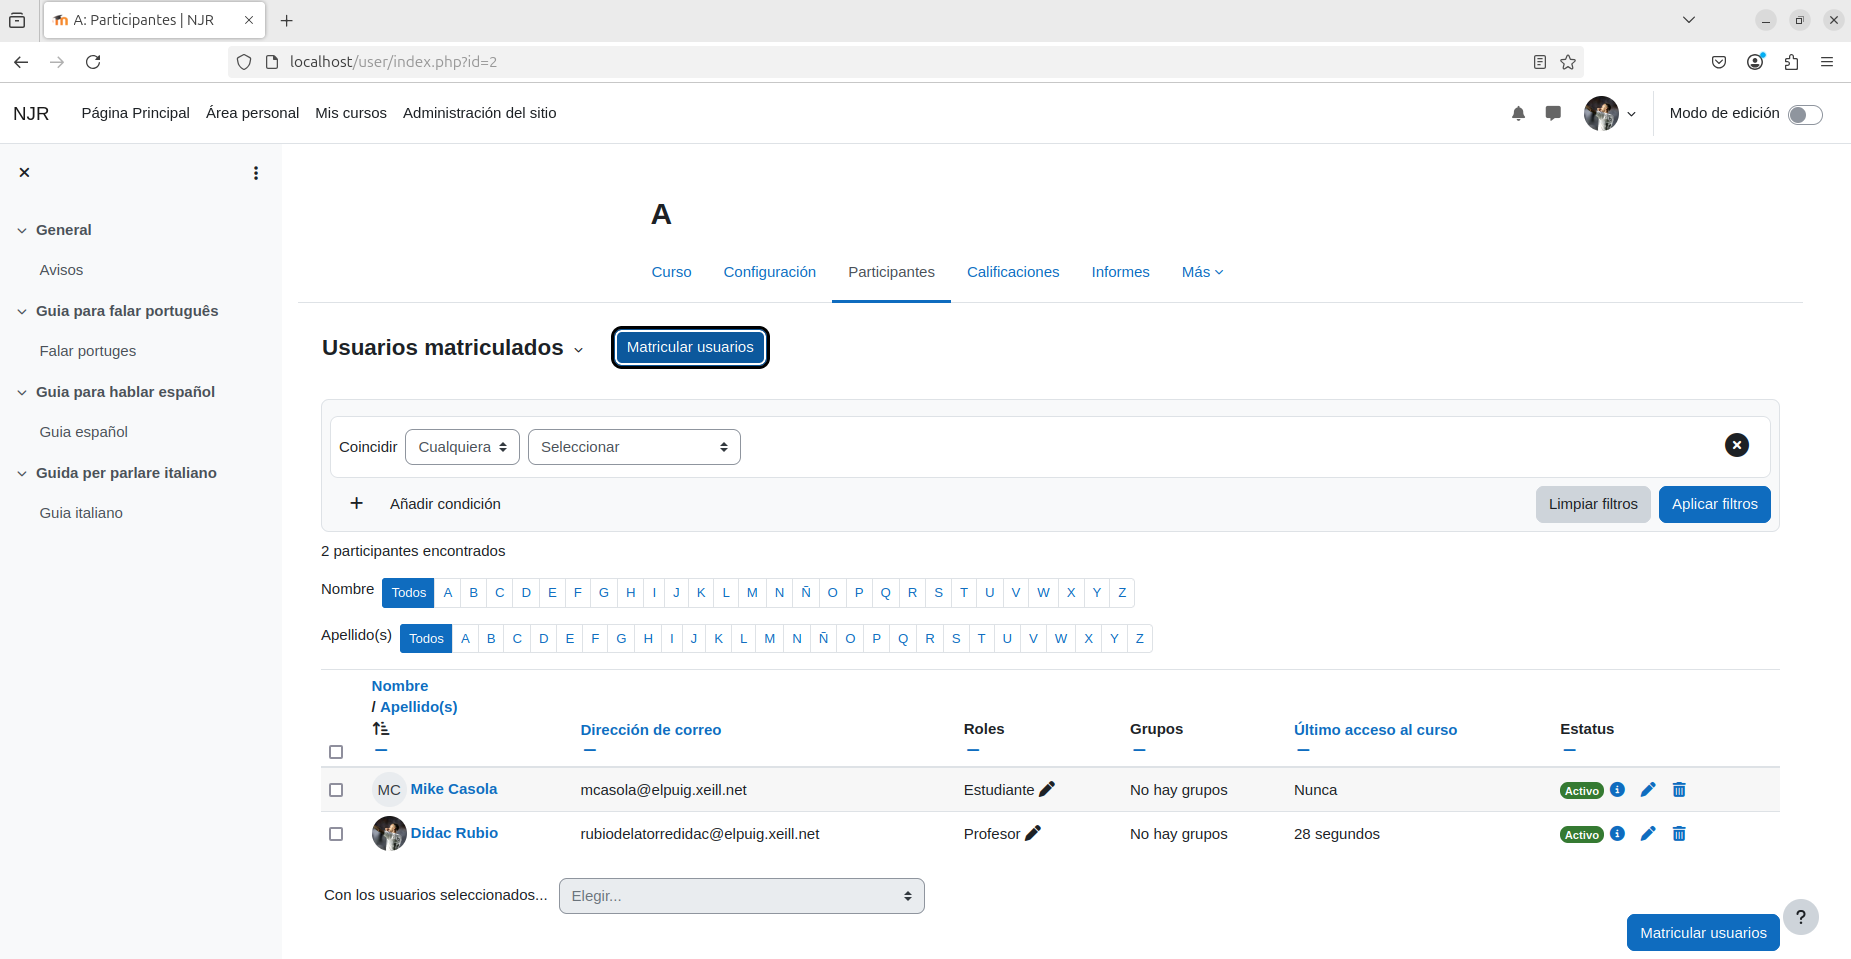 A: Participantes | NJR
localhost/user/index.php?id=2
NJR Página Principal Área personal Mis cursos Administración del sitio Modo de edición
General
Avisos
Guia para falar português
Falar portuges
Guia para hablar español
Guia español
Guida per parlare italiano
Guia italiano
A
Curso Configuración Participantes Calificaciones Informes Más
Usuarios matriculados Matricular usuarios
Coincidir Cualquiera Seleccionar
+ Añadir condición Limpiar filtros Aplicar filtros
2 participantes encontrados
Nombre Todos A B C D E F G H I J K L M N Ñ O P Q R S T U V W X Y Z
Apellido(s) Todos A B C D E F G H I J K L M N Ñ O P Q R S T U V W X Y Z
Nombre
/ Apellido(s)
Dirección de correo Roles Grupos Último acceso al curso Estatus
MC Mike Casola mcasola@elpuig.xeill.net Estudiante No hay grupos Nunca Activo
Didac Rubio rubiodelatorredidac@elpuig.xeill.net Profesor No hay grupos 28 segundos Activo
Con los usuarios seleccionados... Elegir...
?
Matricular usuarios